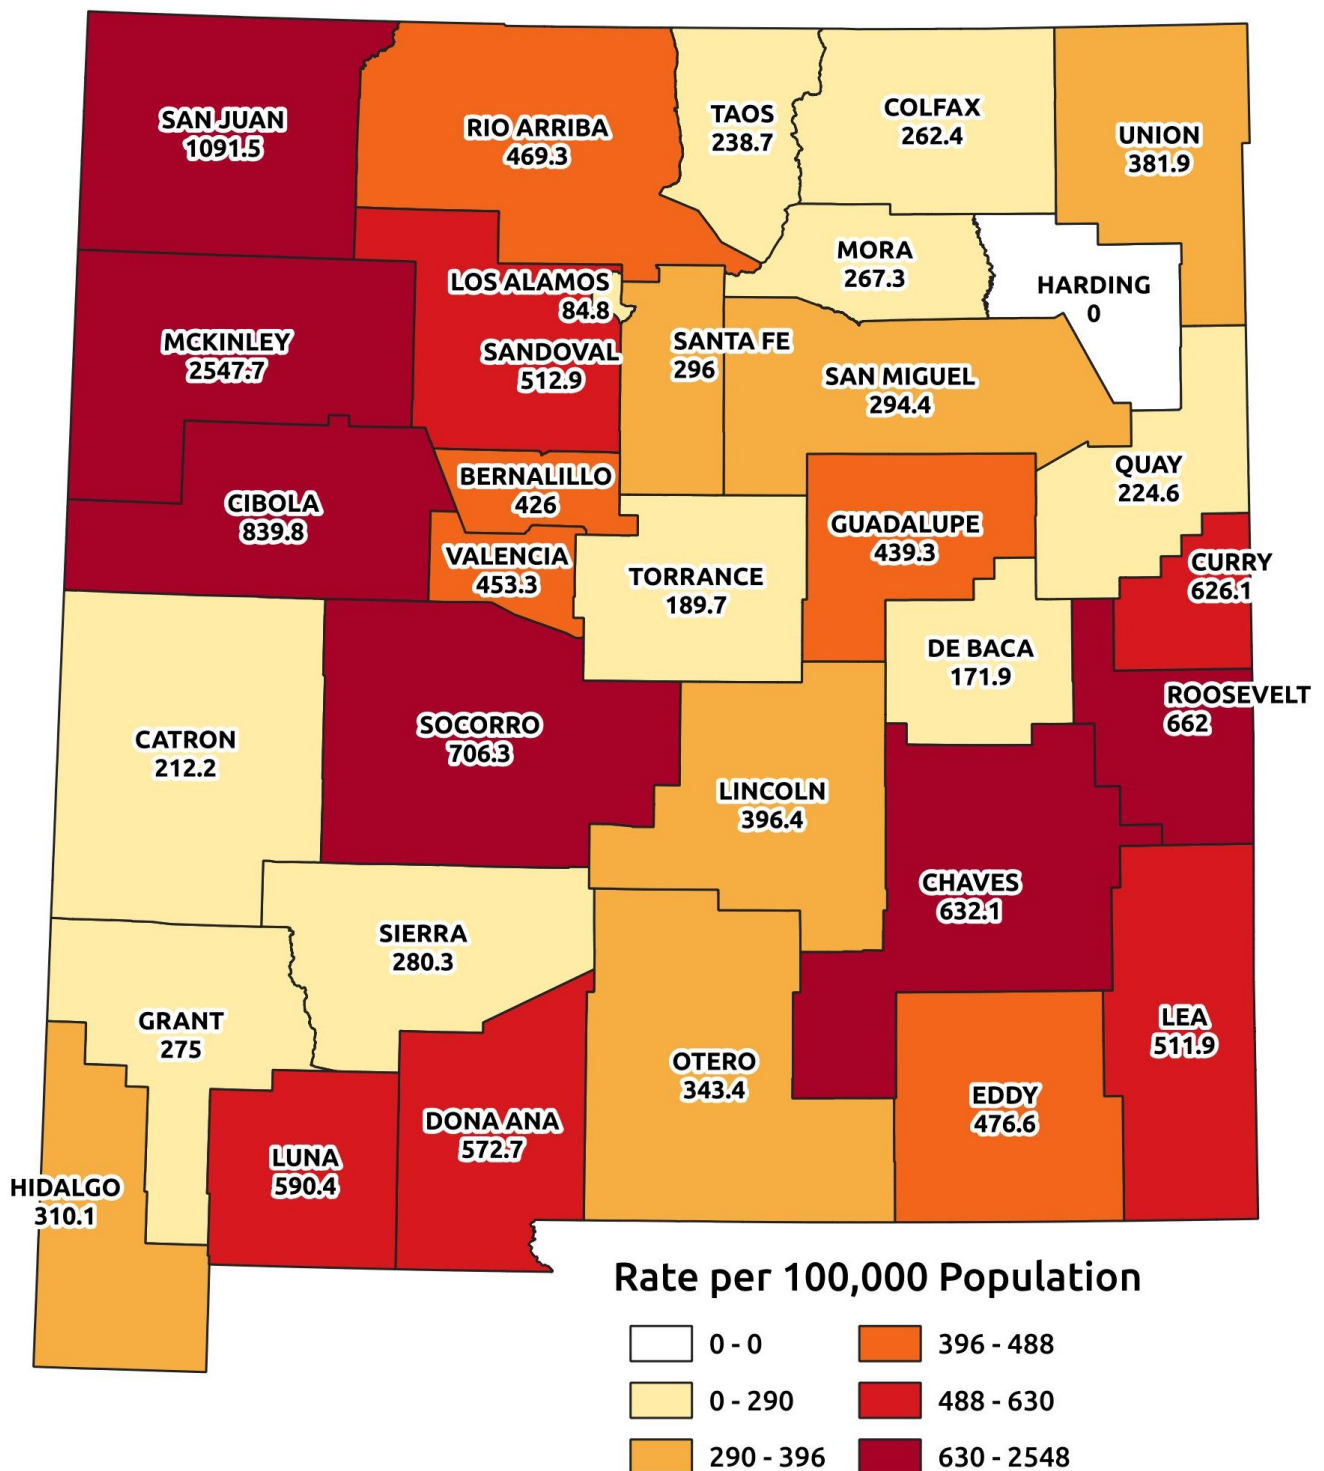 SAN JUAN
1091.5
RIO ARRIBA
469.3
TAOS
238.7
COLFAX
262.4
UNION
381.9
MORA
267.3
HARDING
0
LOS ALAMOS
84.8
MCKINLEY
2547.7
SANDOVAL
512.9
SANTA FE
296
SAN MIGUEL
294.4
QUAY
224.6
BERNALILLO
426
CIBOLA
839.8
GUADALUPE
439.3
VALENCIA
453.3
TORRANCE
189.7
CURRY
626.1
DE BACA
171.9
ROOSEVELT
662
CATRON
212.2
SOCORRO
706.3
LINCOLN
396.4
CHAVES
632.1
SIERRA
280.3
GRANT
275
LEA
511.9
OTERO
343.4
EDDY
476.6
DONA ANA
572.7
LUNA
590.4
HIDALGO
310.1
Rate per 100,000 Population
0 - 0
396 - 488
0 - 290
488 - 630
290 - 396
630 - 2548